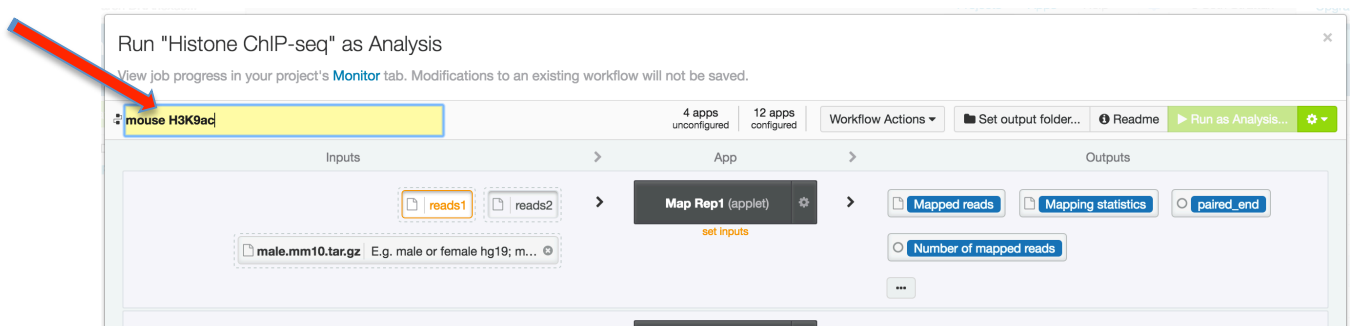 Run "Histone ChIP-seq" as Analysis
×
View job progress in your project's Monitor tab. Modifications to an existing workflow will not be saved.
mouse H3K9ac
4 apps
unconfigured
12 apps
configured
Workflow Actions
Set output folder...
Readme
Run as Analysis...
Inputs
App
Outputs
reads1
reads2
Map Rep1 (applet)
set inputs
Mapped reads
Mapping statistics
paired_end
male.mm10.tar.gz E.g. male or female hg19; m...
Number of mapped reads
...